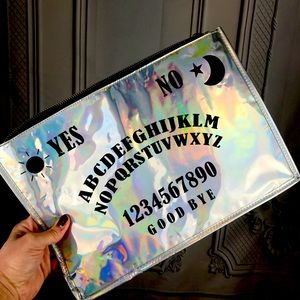 YES NO
ABCDEFGHIJKLM
NOPQRSTUVWXYZ
1234567890
GOOD BYE